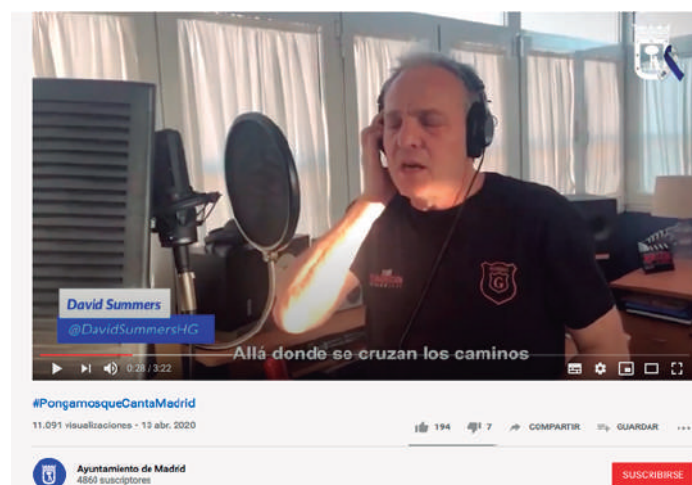 David Summers
@DavidSummersHG
Allá donde se cruzan los caminos
0:28 / 3:22
#PongamosqueCantaMadrid
11.091 visualizaciones · 13 abr. 2020
194
7
COMPARTIR
GUARDAR
Ayuntamiento de Madrid
4860 suscriptores
SUSCRIBIRSE
G